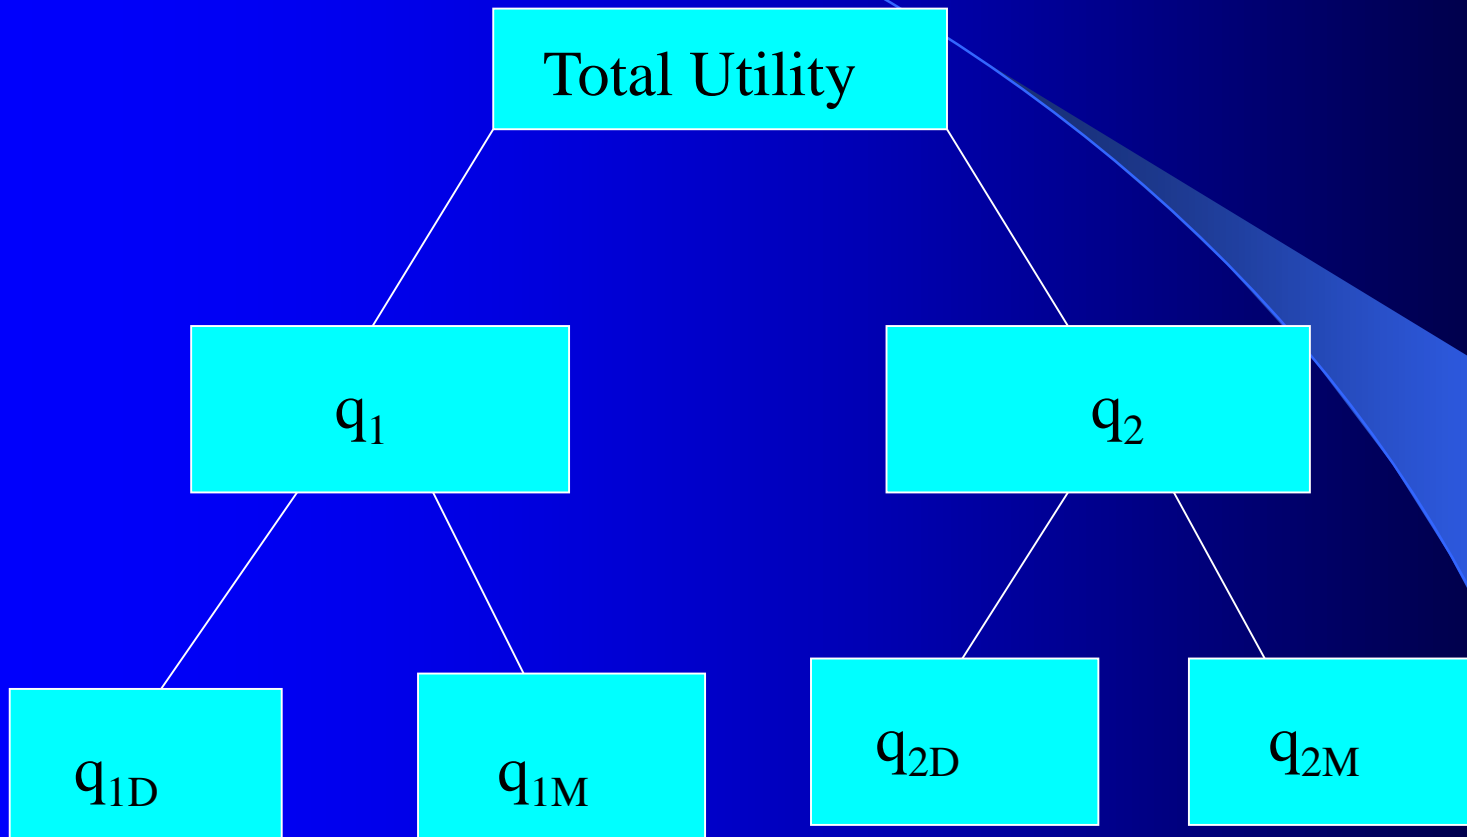 Total Utility
q₁
q₂
q₁D
q₁M
q₂D
q₂M